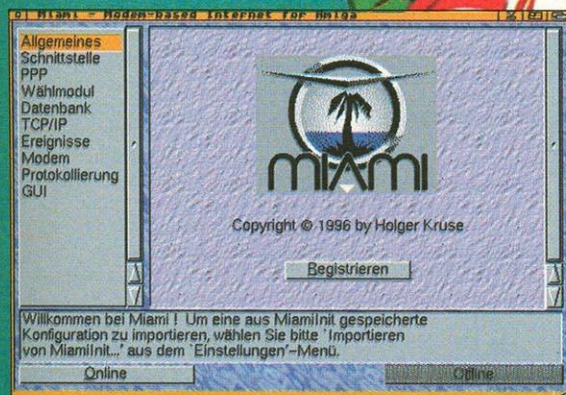 Miami - Modem-based Internet for Amiga
Allgemeines
Schnittstelle
PPP
Wählmodul
Datenbank
TCP/IP
Ereignisse
Modem
Protokollierung
GUI
MIAMI
Copyright © 1996 by Holger Kruse
Registrieren
Willkommen bei Miami ! Um eine aus MiamiInit gespeicherte
Konfiguration zu importieren, wählen Sie bitte `Importieren
von MiamiInit...' aus dem `Einstellungen'-Menü.
Online
Offline